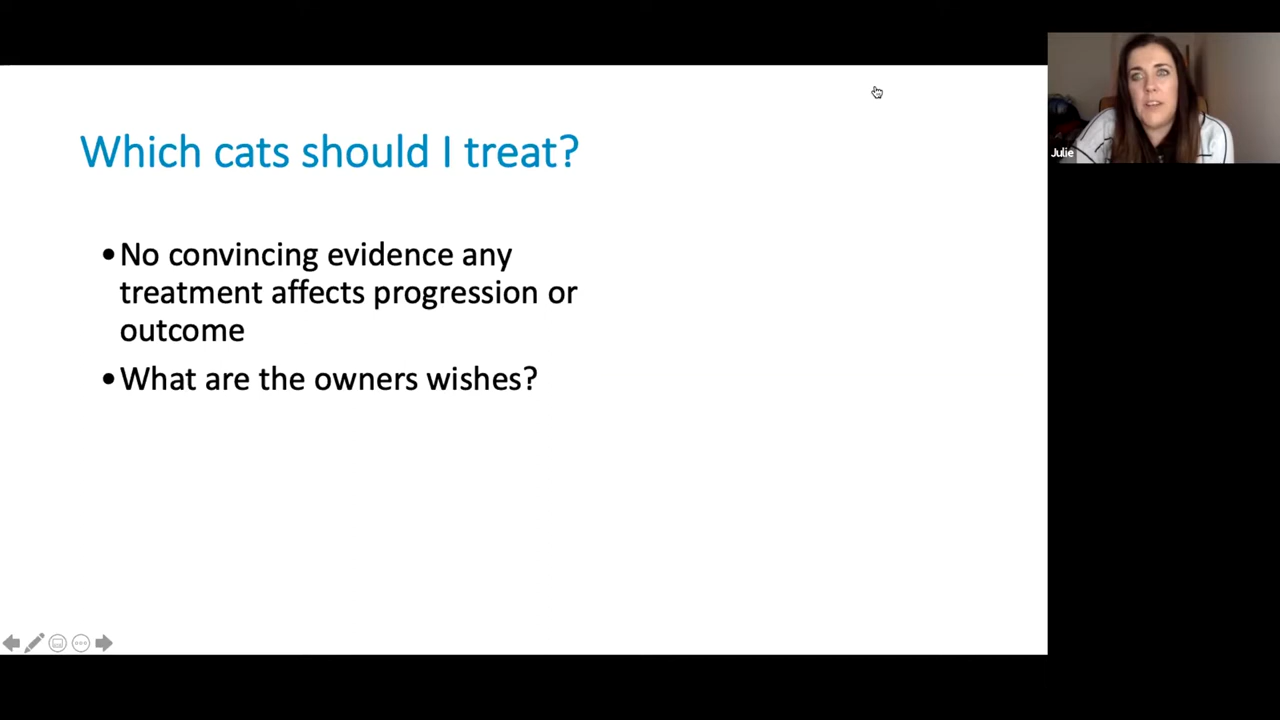 Which cats should I treat?
•No convincing evidence any
treatment affects progression or
outcome
•What are the owners wishes?
Julie